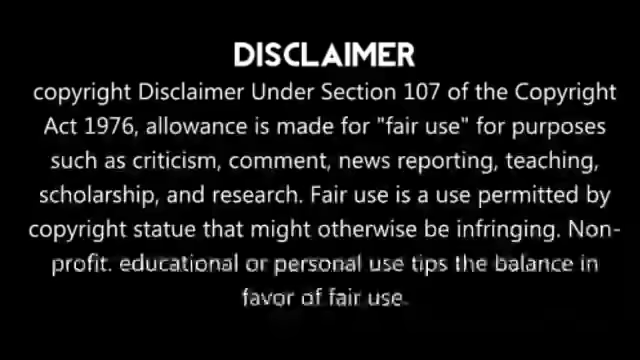 DISCLAIMER
copyright Disclaimer Under Section 107 of the Copyright
Act 1976, allowance is made for "fair use" for purposes
such as criticism, comment, news reporting, teaching,
scholarship, and research. Fair use is a use permitted by
copyright statue that might otherwise be infringing. Non-
profit. educational or personal use tips the balance in
favor of fair use